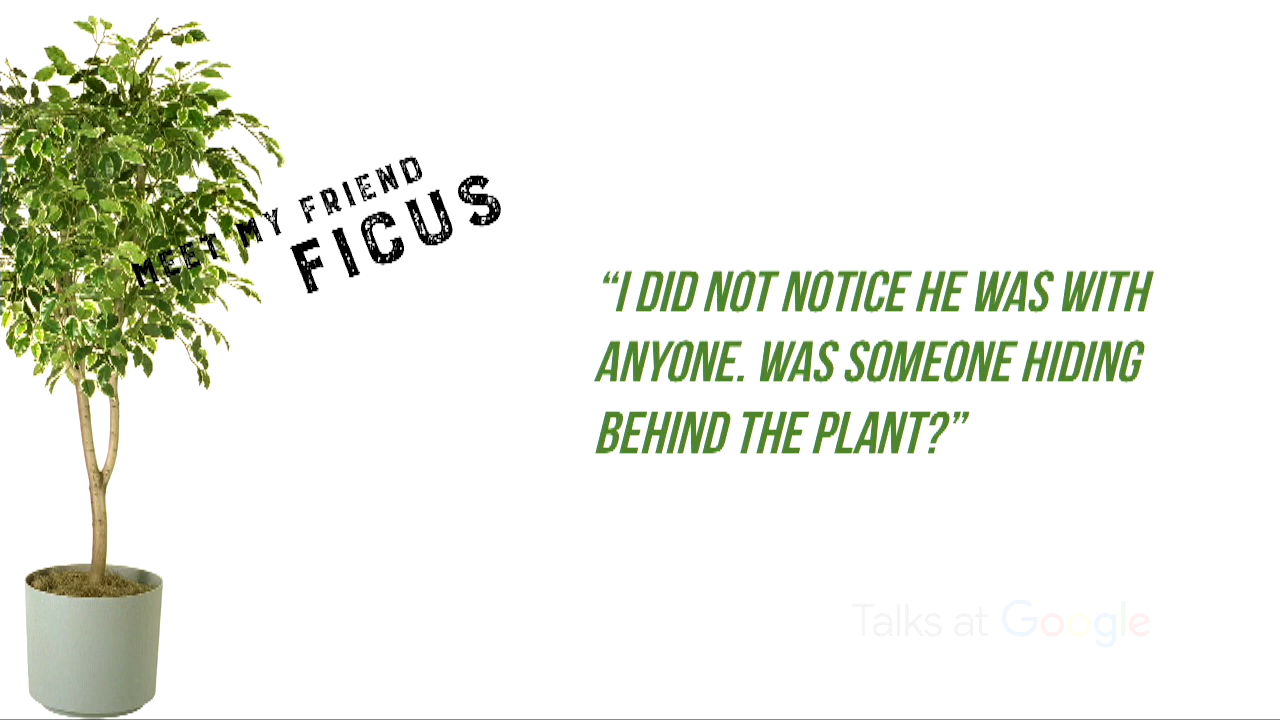 MEET MY FRIEND
FICUS
“I DID NOT NOTICE HE WAS WITH
ANYONE. WAS SOMEONE HIDING
BEHIND THE PLANT?”
Talks at Google